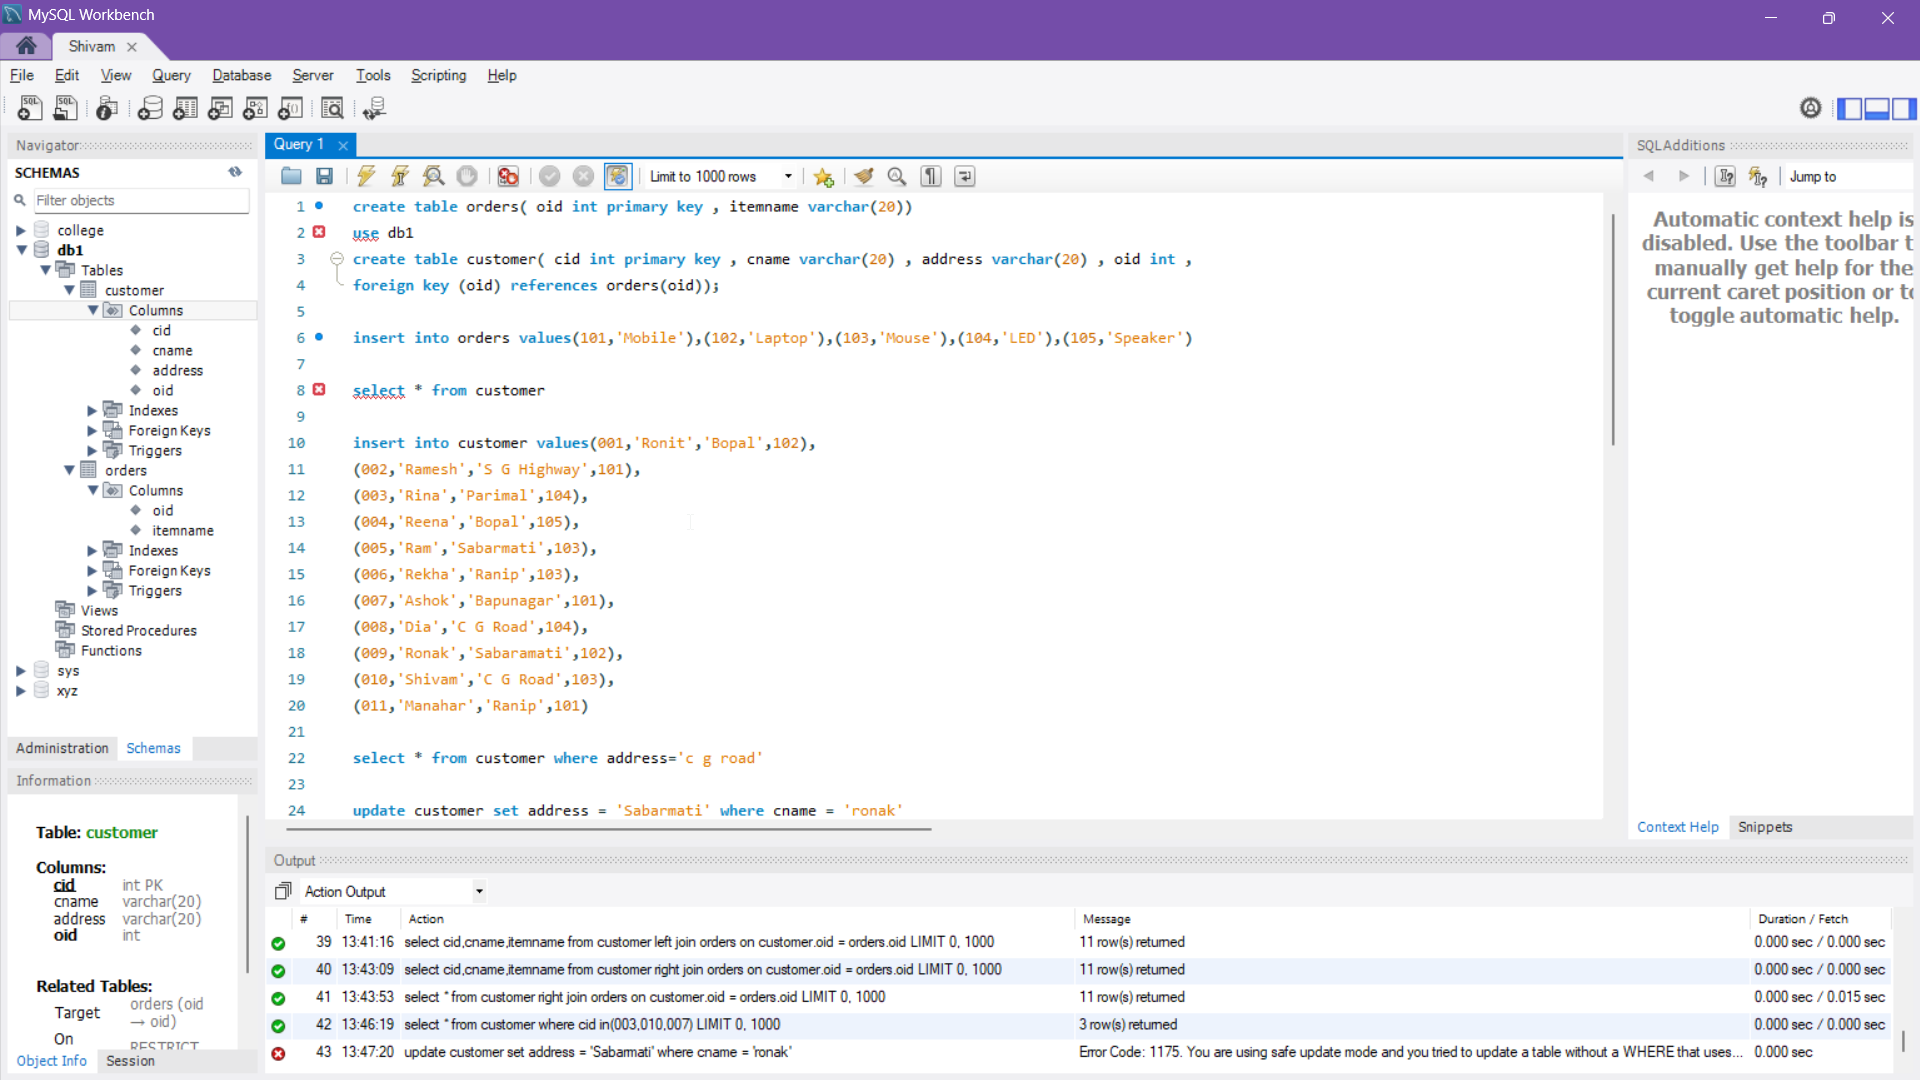 MySQL Workbench
Shivam
File Edit View Query Database Server Tools Scripting Help
Navigator
SCHEMAS
Filter objects
college
db1
Tables
customer
Columns
cid
cname
address
oid
Indexes
Foreign Keys
Triggers
orders
Columns
oid
itemname
Indexes
Foreign Keys
Triggers
Views
Stored Procedures
Functions
sys
xyz
Administration Schemas
Information
Table: customer
Columns:
cid int PK
cname varchar(20)
address varchar(20)
oid int
Related Tables:
Target orders (oid
→ oid)
On RESTRICT
Object Info Session
Query 1
Limit to 1000 rows
1 create table orders( oid int primary key , itemname varchar(20))
2 use db1
3 create table customer( cid int primary key , cname varchar(20) , address varchar(20) , oid int ,
4 foreign key (oid) references orders(oid));
5
6 insert into orders values(101,'Mobile'),(102,'Laptop'),(103,'Mouse'),(104,'LED'),(105,'Speaker')
7
8 select * from customer
9
10 insert into customer values(001,'Ronit','Bopal',102),
11 (002,'Ramesh','S G Highway',101),
12 (003,'Rina','Parimal',104),
13 (004,'Reena','Bopal',105),
14 (005,'Ram','Sabarmati',103),
15 (006,'Rekha','Ranip',103),
16 (007,'Ashok','Bapunagar',101),
17 (008,'Dia','C G Road',104),
18 (009,'Ronak','Sabaramati',102),
19 (010,'Shivam','C G Road',103),
20 (011,'Manahar','Ranip',101)
21
22 select * from customer where address='c g road'
23
24 update customer set address = 'Sabarmati' where cname = 'ronak'
SQLAdditions
Jump to
Automatic context help is
disabled. Use the toolbar t
manually get help for the
current caret position or to
toggle automatic help.
Context Help Snippets
Output
Action Output
# Time Action Message Duration / Fetch
39 13:41:16 select cid,cname,itemname from customer left join orders on customer.oid = orders.oid LIMIT 0, 1000 11 row(s) returned 0.000 sec / 0.000 sec
40 13:43:09 select cid,cname,itemname from customer right join orders on customer.oid = orders.oid LIMIT 0, 1000 11 row(s) returned 0.000 sec / 0.000 sec
41 13:43:53 select * from customer right join orders on customer.oid = orders.oid LIMIT 0, 1000 11 row(s) returned 0.000 sec / 0.015 sec
42 13:46:19 select * from customer where cid in(003,010,007) LIMIT 0, 1000 3 row(s) returned 0.000 sec / 0.000 sec
43 13:47:20 update customer set address = 'Sabarmati' where cname = 'ronak' Error Code: 1175. You are using safe update mode and you tried to update a table without a WHERE that uses... 0.000 sec